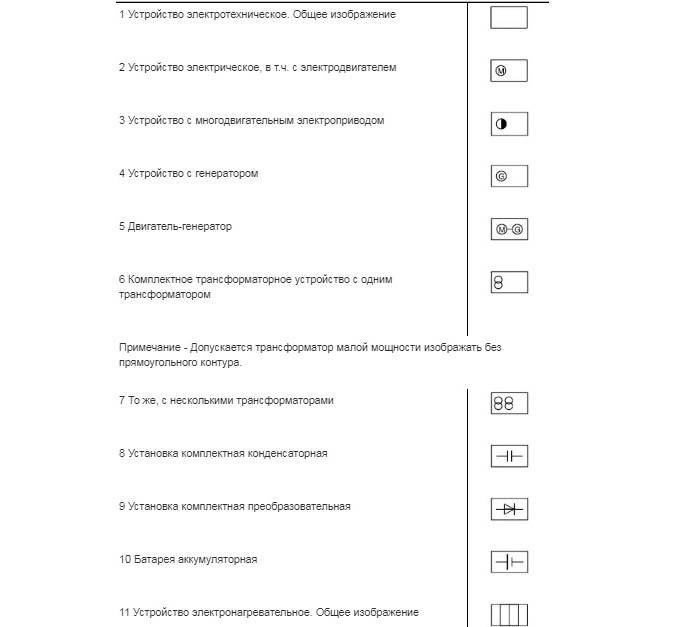 1 Устройство электротехническое. Общее изображение
2 Устройство электрическое, в т.ч. с электродвигателем
M
3 Устройство с многодвигательным электроприводом
4 Устройство с генератором
G
5 Двигатель-генератор
M G
6 Комплектное трансформаторное устройство с одним
трансформатором
Примечание - Допускается трансформатор малой мощности изображать без
прямоугольного контура.
7 То же, с несколькими трансформаторами
8 Установка комплектная конденсаторная
9 Установка комплектная преобразовательная
10 Батарея аккумуляторная
11 Устройство электронагревательное. Общее изображение